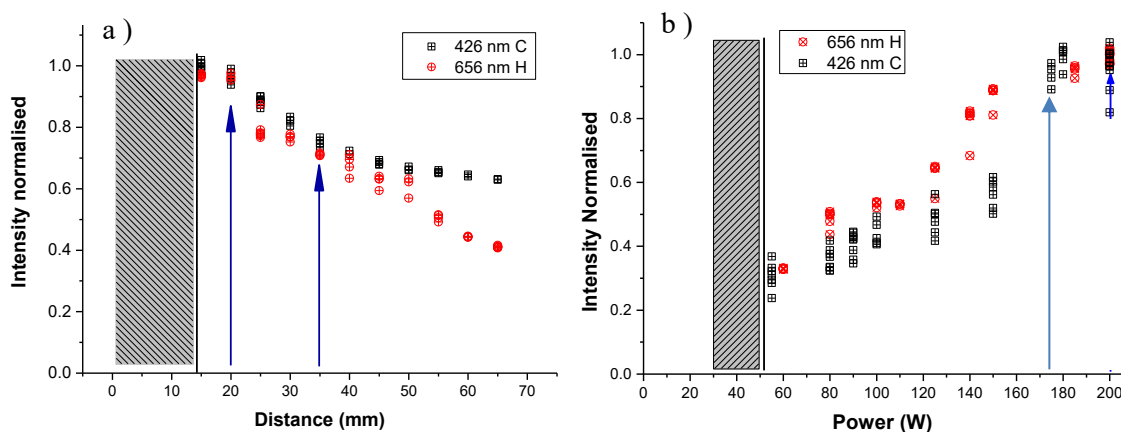 a )
426 nm C
656 nm H
1.0
0.8
0.6
0.4
0.2
0.0
Intensity normalised
0 10 20 30 40 50 60 70
Distance (mm)
b )
656 nm H
426 nm C
1.0
0.8
0.6
0.4
0.2
0.0
Intensity Normalised
0 20 40 60 80 100 120 140 160 180 200
Power (W)